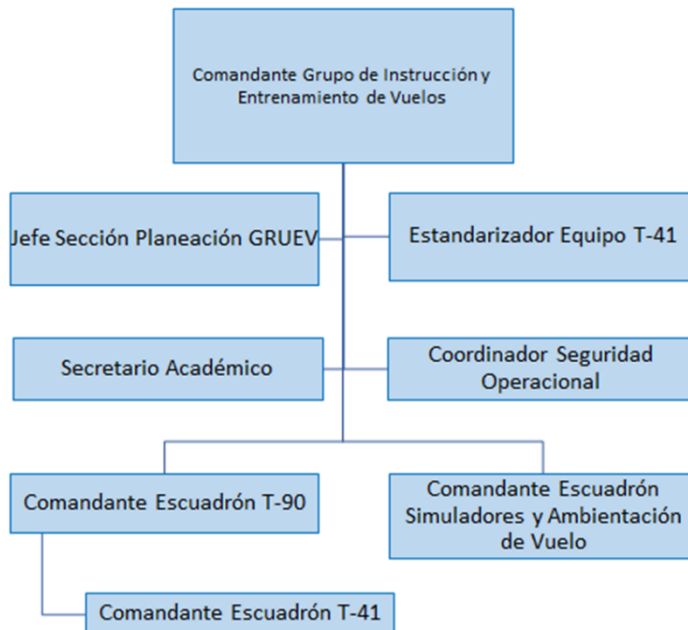 Comandante Grupo de Instrucción y
Entrenamiento de Vuelos
Jefe Sección Planeación GRUEV
Estandarizador Equipo T-41
Secretario Académico
Coordinador Seguridad
Operacional
Comandante Escuadrón T-90
Comandante Escuadrón
Simuladores y Ambientación
de Vuelo
Comandante Escuadrón T-41